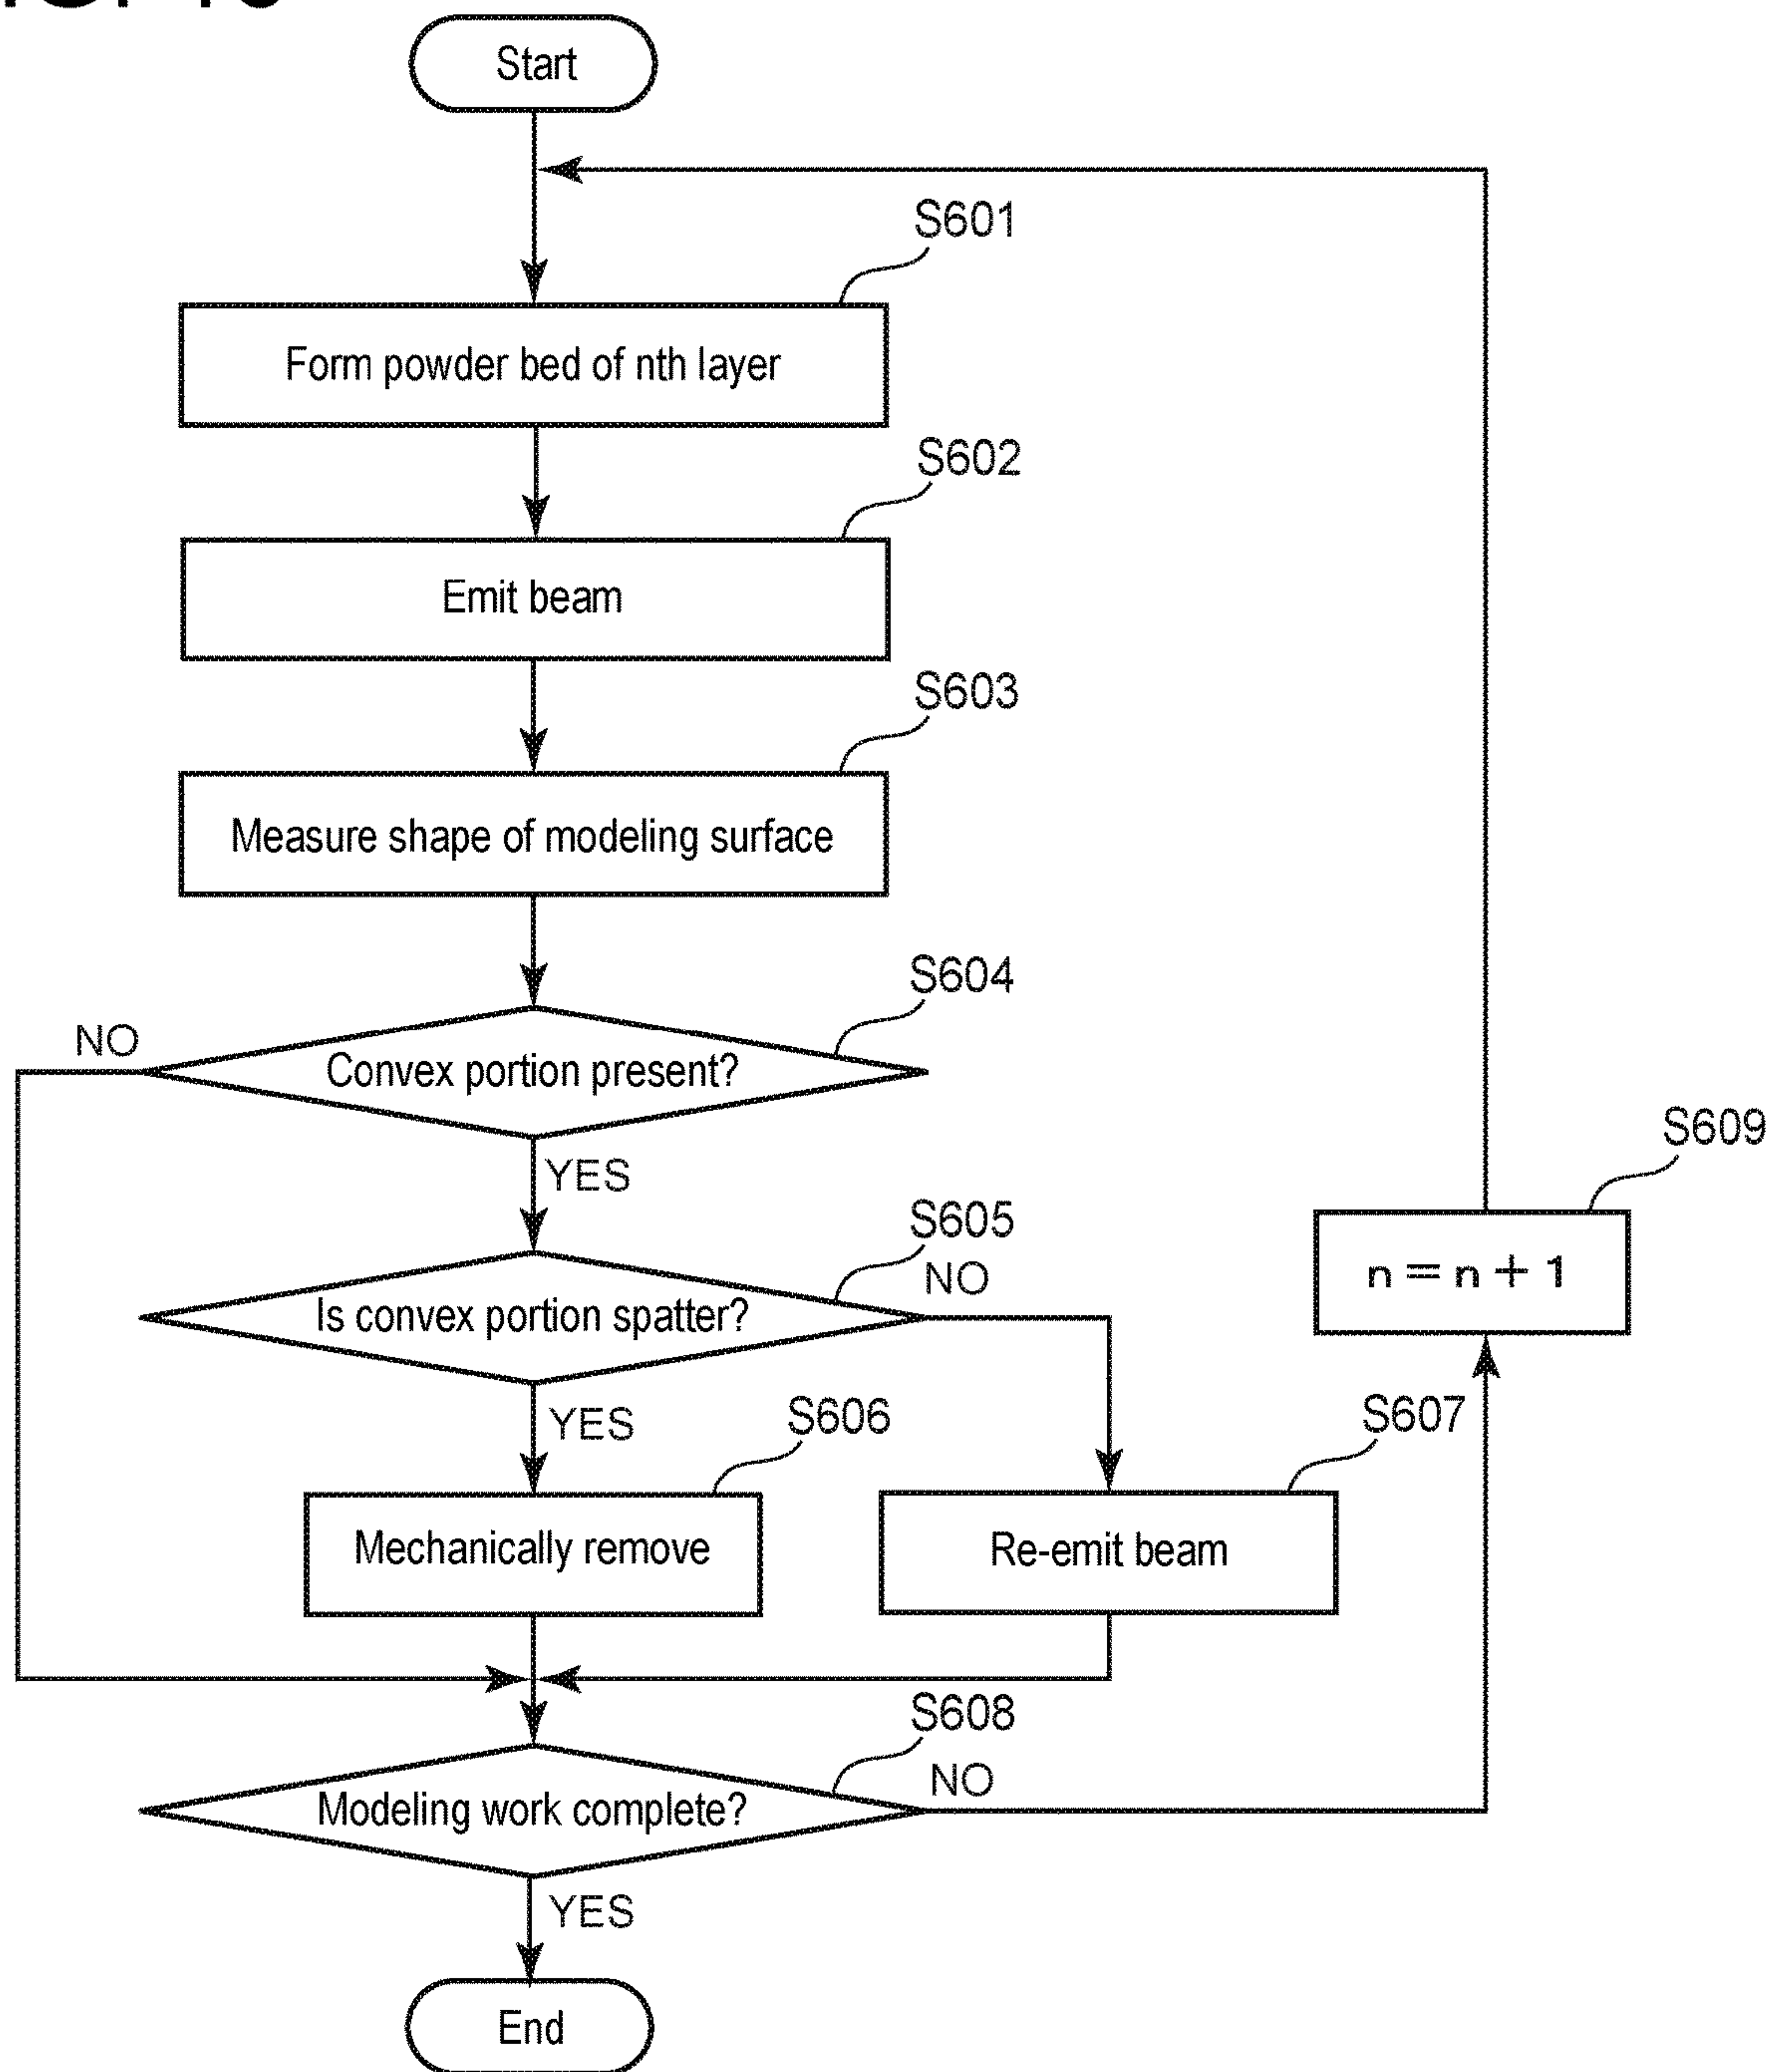 Start
S601
Form powder bed of nth layer
S602
Emit beam
S603
Measure shape of modeling surface
S604
NO
Convex portion present?
YES
S609
n = n + 1
S605
NO
Is convex portion spatter?
YES
S606
S607
Mechanically remove
Re-emit beam
S608
NO
Modeling work complete?
YES
End